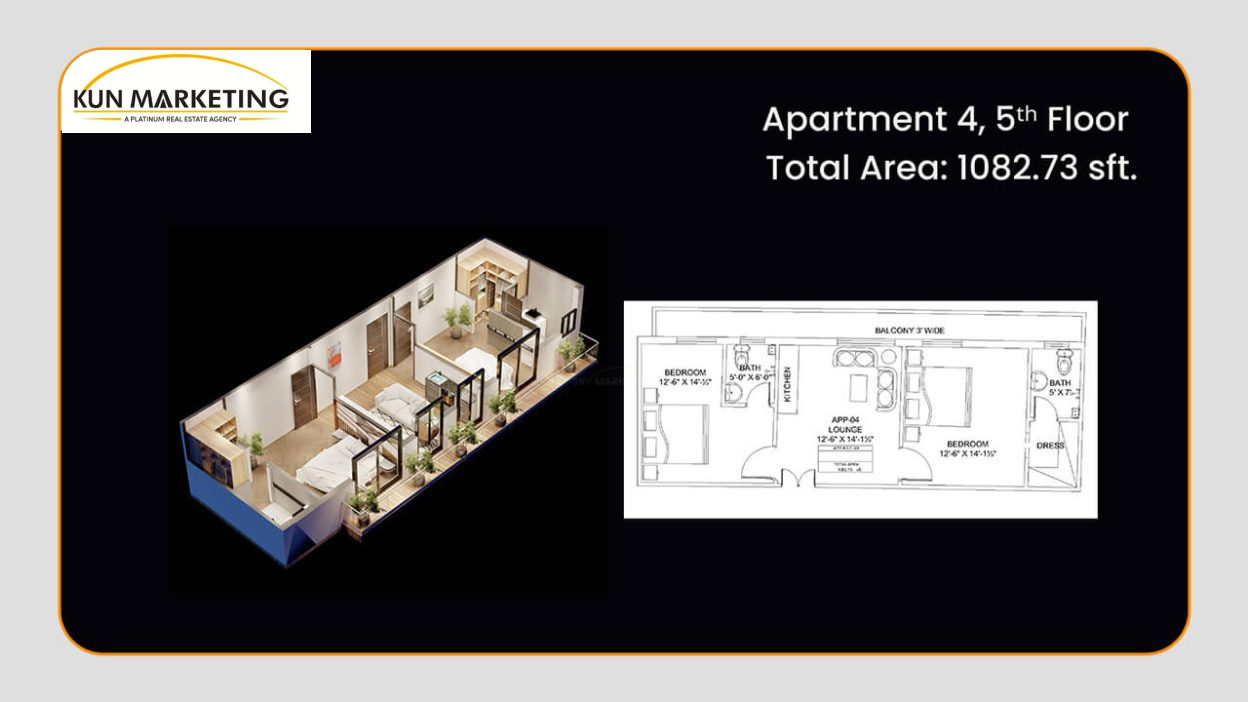 KUN MARKETING
A PLATINUM REAL ESTATE AGENCY
Apartment 4, 5th Floor
Total Area: 1082.73 sft.
BALCONY 3' WIDE
BEDROOM
12'-6" X 14'-½"
BATH
5'-0" X 6'-0"
KITCHEN
APP-04
LOUNGE
12'-6" X 14'-1½"
TOTAL AREA
BEDROOM
12'-6" X 14'-1½"
BATH
DRESS